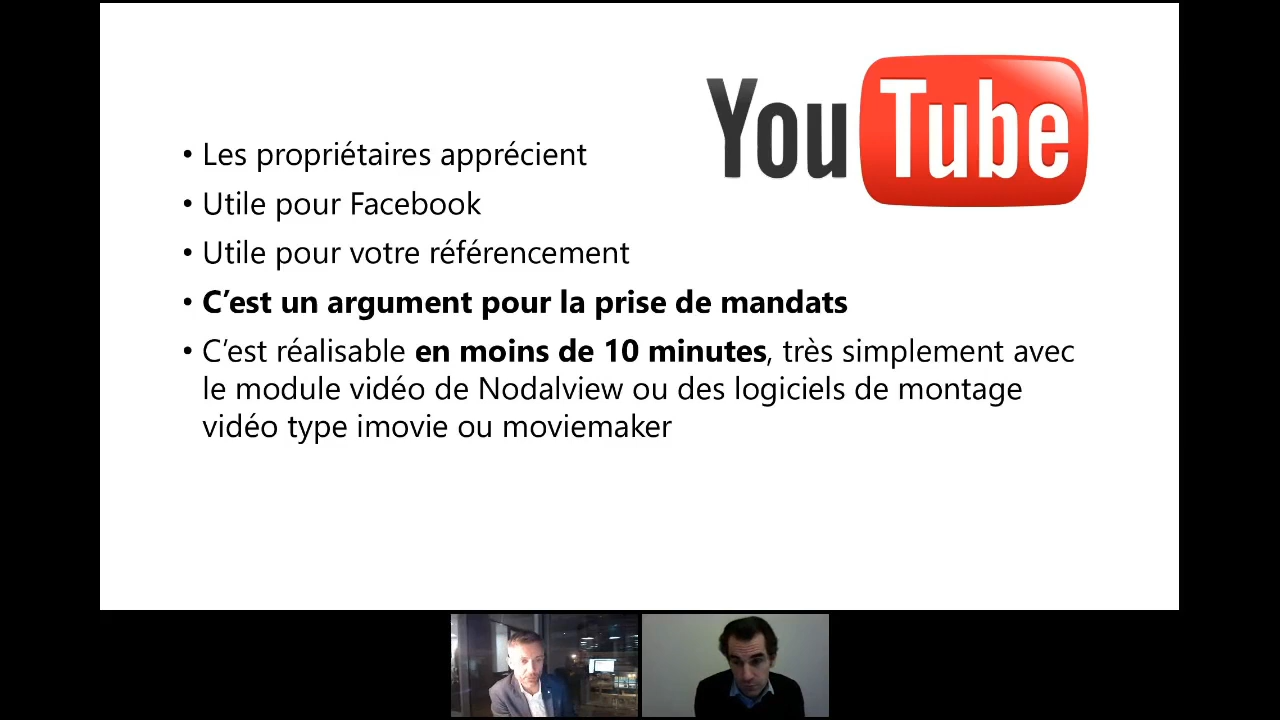 YouTube
• Les propriétaires apprécient
• Utile pour Facebook
• Utile pour votre référencement
• C’est un argument pour la prise de mandats
• C’est réalisable en moins de 10 minutes, très simplement avec
le module vidéo de Nodalview ou des logiciels de montage
vidéo type imovie ou moviemaker